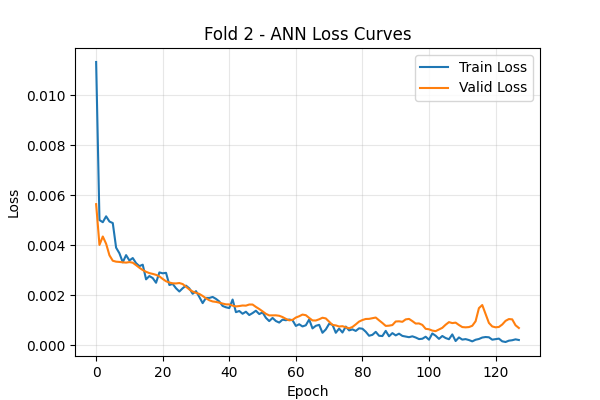 Fold 2 - ANN Loss Curves
Train Loss
Valid Loss
0.010
0.008
0.006
0.004
0.002
0.000
Loss
0 20 40 60 80 100 120
Epoch